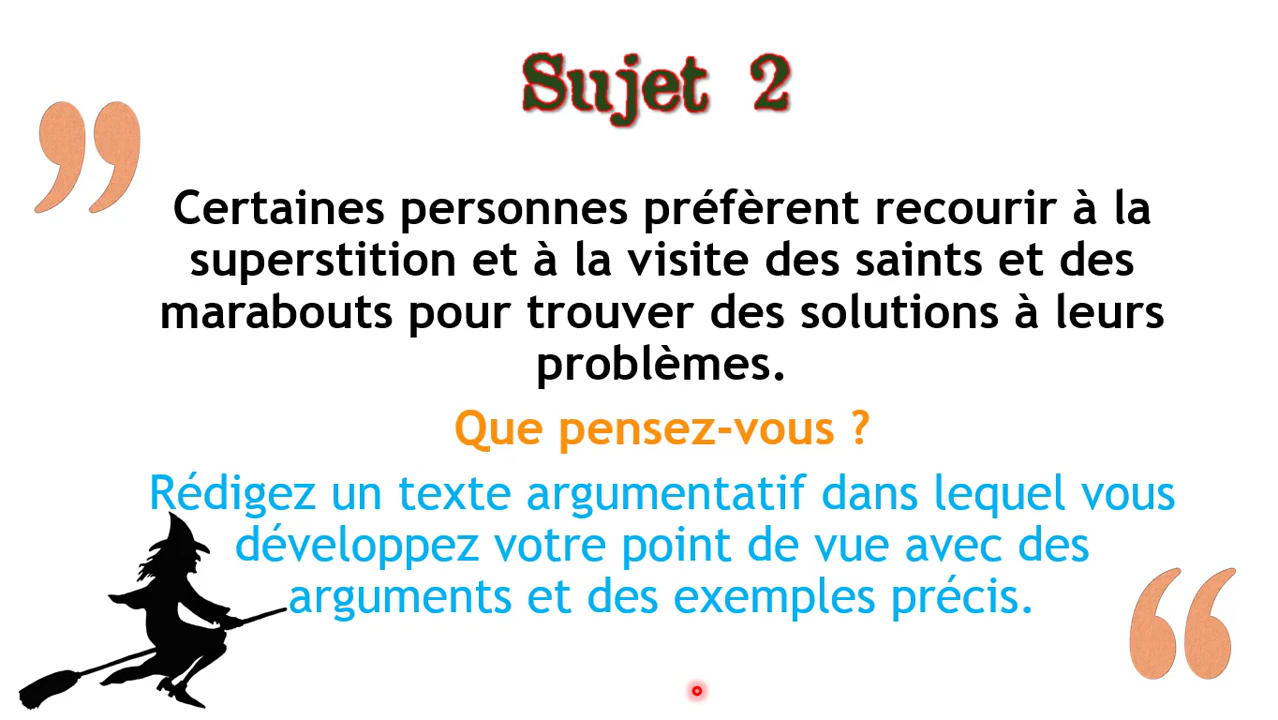 Sujet 2
Certaines personnes préfèrent recourir à la
superstition et à la visite des saints et des
marabouts pour trouver des solutions à leurs
problèmes.
Que pensez-vous ?
Rédigez un texte argumentatif dans lequel vous
développez votre point de vue avec des
arguments et des exemples précis.